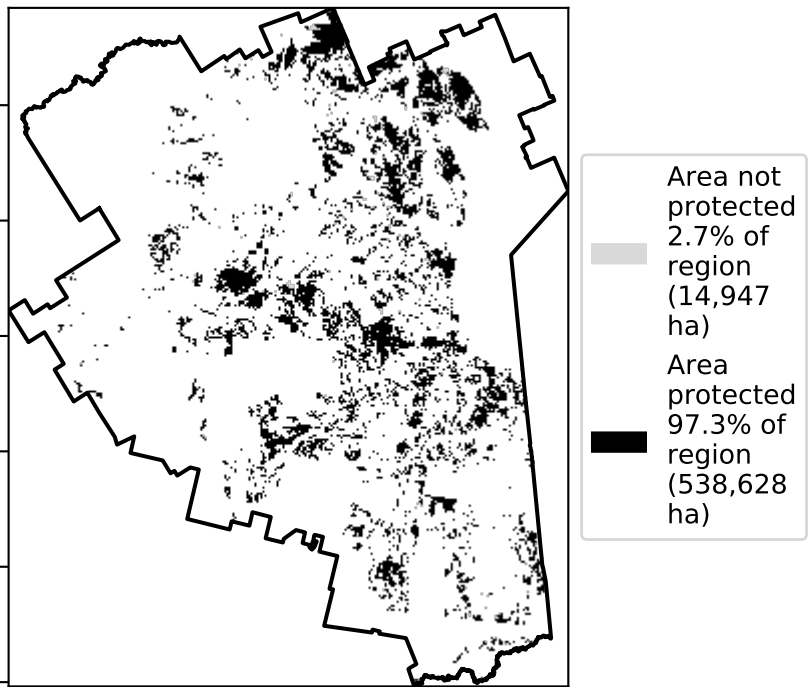 Area not
protected
2.7% of
region
(14,947
ha)
Area
protected
97.3% of
region
(538,628
ha)